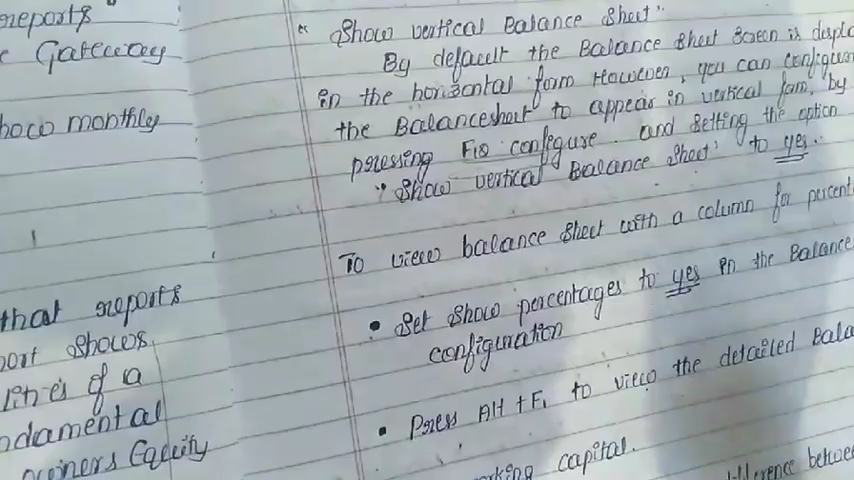 reports
Gateway
monthly
that reports
shows
of a
owners Equity
" Show vertical Balance Sheet"
By default the Balance Sheet Screen is
in the horizontal form However, you can
the Balancesheet to appear in vertical form, by
pressing F12 configure. and setting the option
" Show vertical Balance Sheet" to yes.
To view balance sheet with a column for
• Set Show percentages to yes in the Balance
configuration
• Press Alt + F1 to view the detailed
capital.